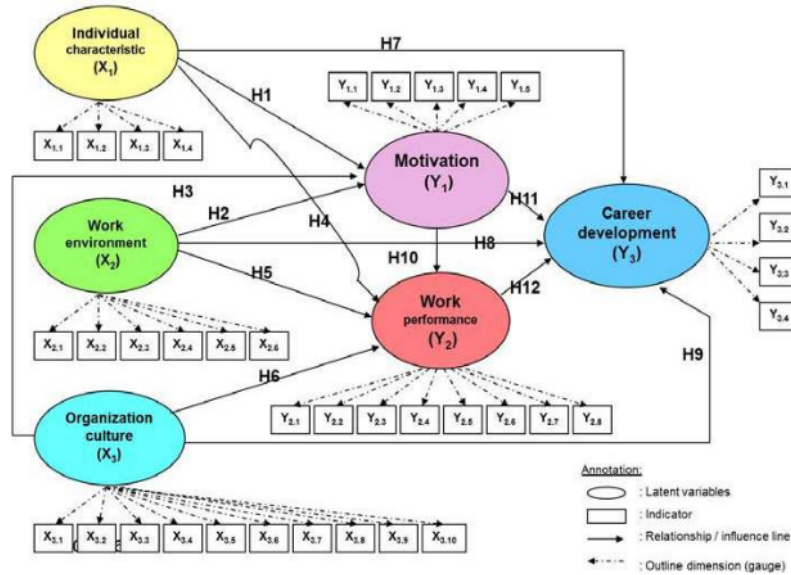 Individual
characteristic
(X1)
H7
Y1.1 Y1.2 Y1.3 Y1.4 Y1.5
H1
X1.1 X1.2 X1.3 X1.4
Motivation
(Y1)
H3
H11
Y3.1
H2
H4
Work
environment
(X2)
Career
development
(Y3)
Y3.2
H8
H10
Y3;3
H5
H12
Work
performance
(Y2)
Y3.4
X2.1 X2.2 X2.3 X2.4 X2.5 X2.6
H9
H6
Organization
culture
(X3)
Y2.1 Y2.2 Y2.3 Y2.4 Y2.5 Y2.6 Y2.7 Y2.8
Annotation:
: Latent variables
: Indicator
: Relationship / influence line
: Outline dimension (gauge)
X3.1 X3.2 X3.3 X3.4 X3.5 X3.6 X3.7 X3.8 X3.9 X3.10